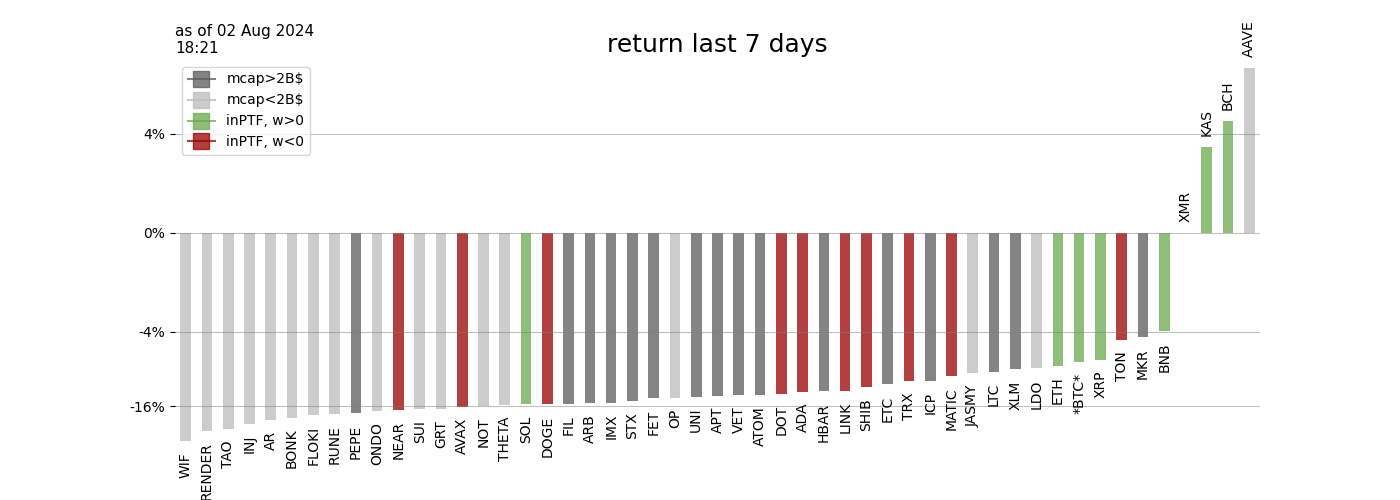 as of 02 Aug 2024
18:21
return last 7 days
mcap>2B$
mcap<2B$
inPTF, w>0
inPTF, w<0
4%
0%
-4%
-16%
WIF
RENDER
TAO
INJ
AR
BONK
FLOKI
RUNE
PEPE
ONDO
NEAR
SUI
GRT
AVAX
NOT
THETA
SOL
DOGE
FIL
ARB
IMX
STX
FET
OP
UNI
APT
VET
ATOM
DOT
ADA
HBAR
LINK
SHIB
ETC
TRX
ICP
MATIC
JASMY
LTC
XLM
LDO
ETH
*BTC*
XRP
TON
MKR
BNB
XMR
KAS
BCH
AAVE